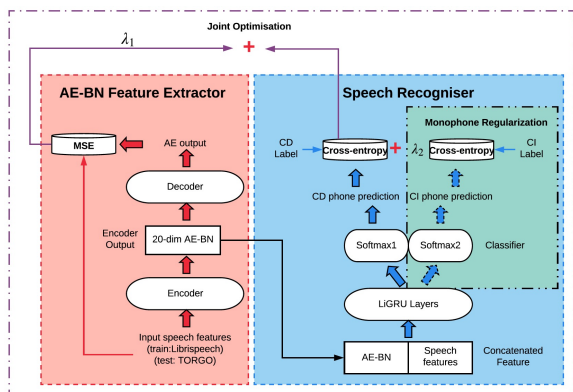 λ1
Joint Optimisation
+
AE-BN Feature Extractor
MSE
AE output
Decoder
Encoder
Output
20-dim AE-BN
Encoder
Input speech features
(train:Librispeech)
(test: TORGO)
Speech Recogniser
Monophone Regularization
CD
Label
Cross-entropy
+
λ2
Cross-entropy
CI
Label
CD phone prediction
CI phone prediction
Softmax1
Softmax2
Classifier
LiGRU Layers
AE-BN
Speech
features
Concatenated
Feature